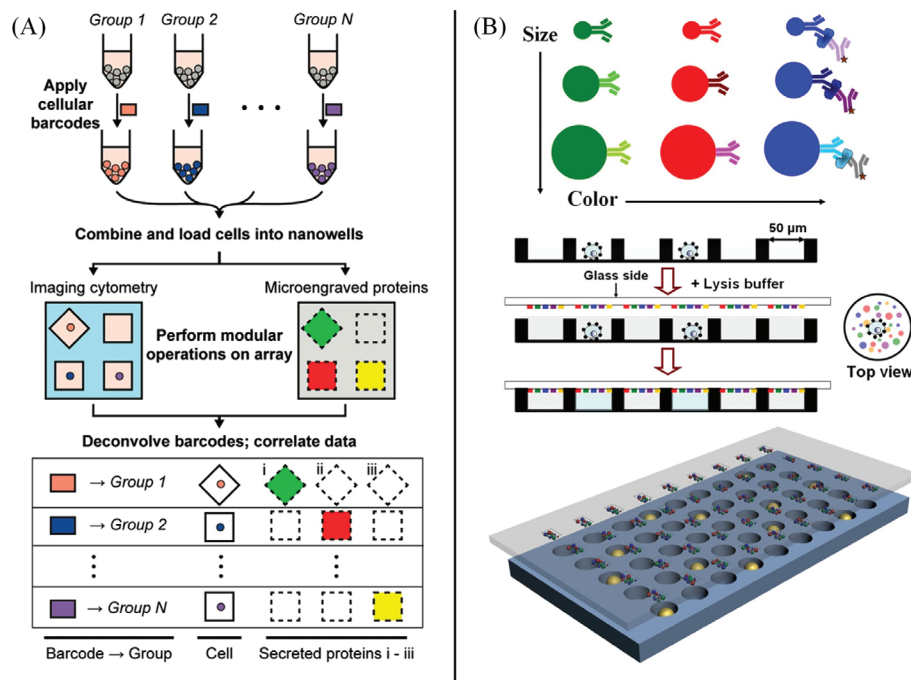 (A)
Group 1
Group 2
Group N
Apply
cellular
barcodes
Combine and load cells into nanowells
Imaging cytometry
Microengraved proteins
Perform modular
operations on array
Deconvolve barcodes; correlate data
→ Group 1
i
ii
iii
→ Group 2
→ Group N
Barcode → Group
Cell
Secreted proteins i - iii
(B)
Size
Color
50 µm
Glass side
+ Lysis buffer
Top view